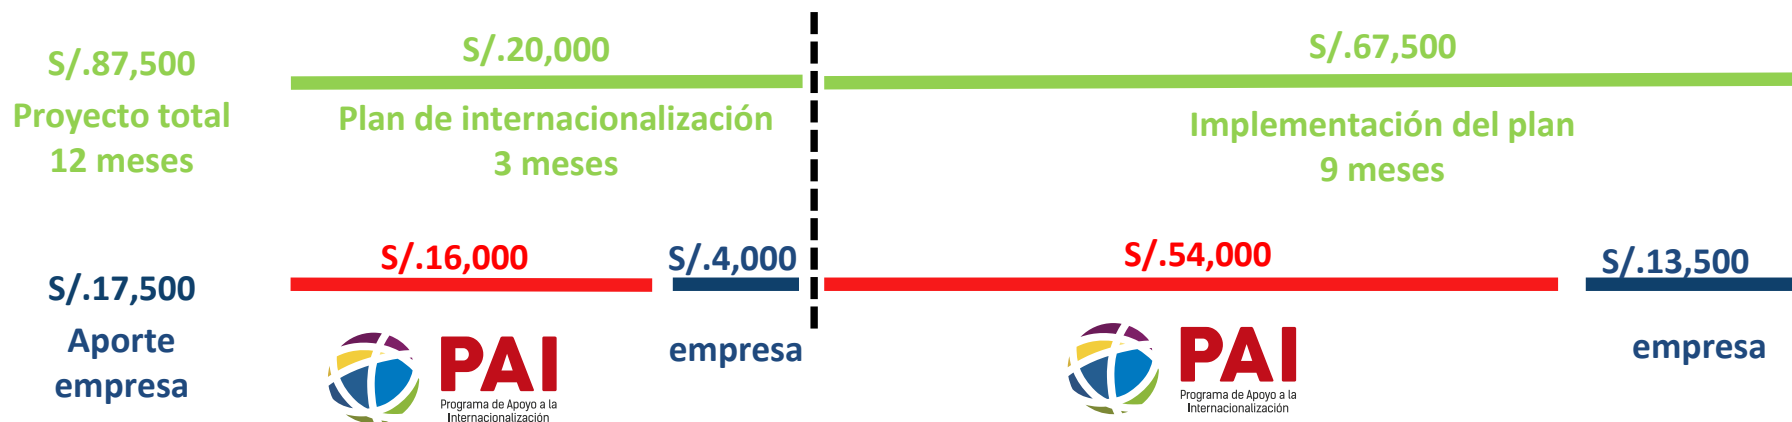 S/.87,500
Proyecto total
12 meses
S/.20,000
Plan de internacionalización
3 meses
S/.67,500
Implementación del plan
9 meses
S/.17,500
Aporte
empresa
S/.16,000
PAI
Programa de Apoyo a la
Internacionalización
S/.4,000
empresa
S/.54,000
PAI
Programa de Apoyo a la
Internacionalización
S/.13,500
empresa